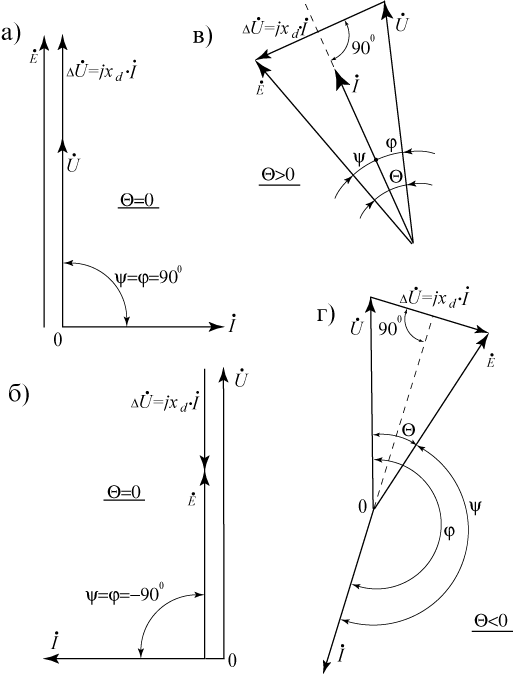 а)
Ė
ΔU̇=jx_d·İ
U̇
Θ=0
ψ=φ=90⁰
0
İ
в)
ΔU̇=jx_d·İ
U̇
90⁰
İ
Ė
ψ
φ
Θ
Θ>0
б)
U̇
ΔU̇=jx_d·İ
Θ=0
Ė
ψ=φ=–90⁰
İ
0
г)
ΔU̇=jx_d·İ
U̇
90⁰
Ė
Θ
0
ψ
φ
Θ<0
İ